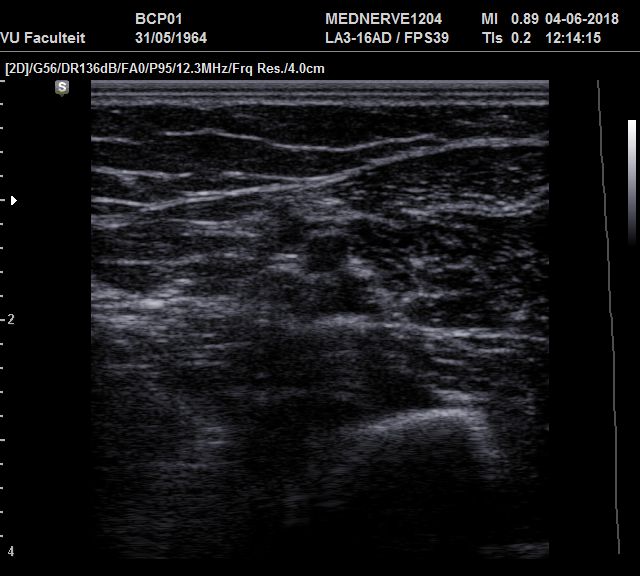 BCP01 MEDNERVE1204 MI 0.89 04-06-2018
VU Faculteit 31/05/1964 LA3-16AD / FPS39 TIs 0.2 12:14:15
[2D]/G56/DR136dB/FA0/P95/12.3MHz/Frq Res./4.0cm
S
2
4